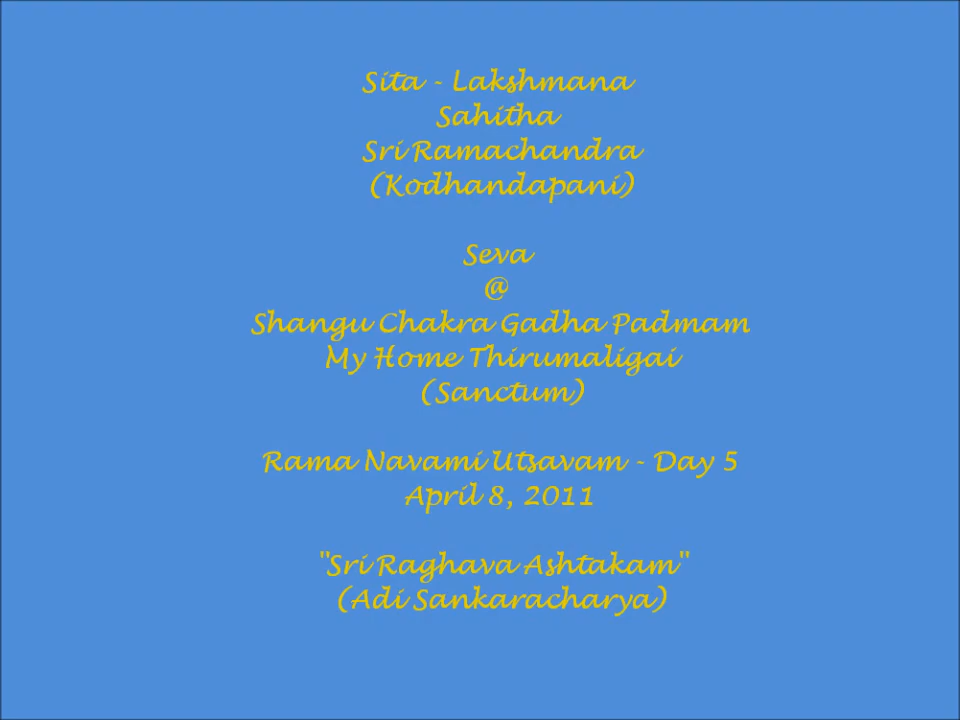 Sita - Lakshmana
Sahitha
Sri Ramachandra
(Kodhandapani)
Seva
@
Shangu Chakra Gadha Padmam
My Home Thirumaligai
(Sanctum)
Rama Navami Utsavam - Day 5
April 8, 2011
"Sri Raghava Ashtakam"
(Adi Sankaracharya)